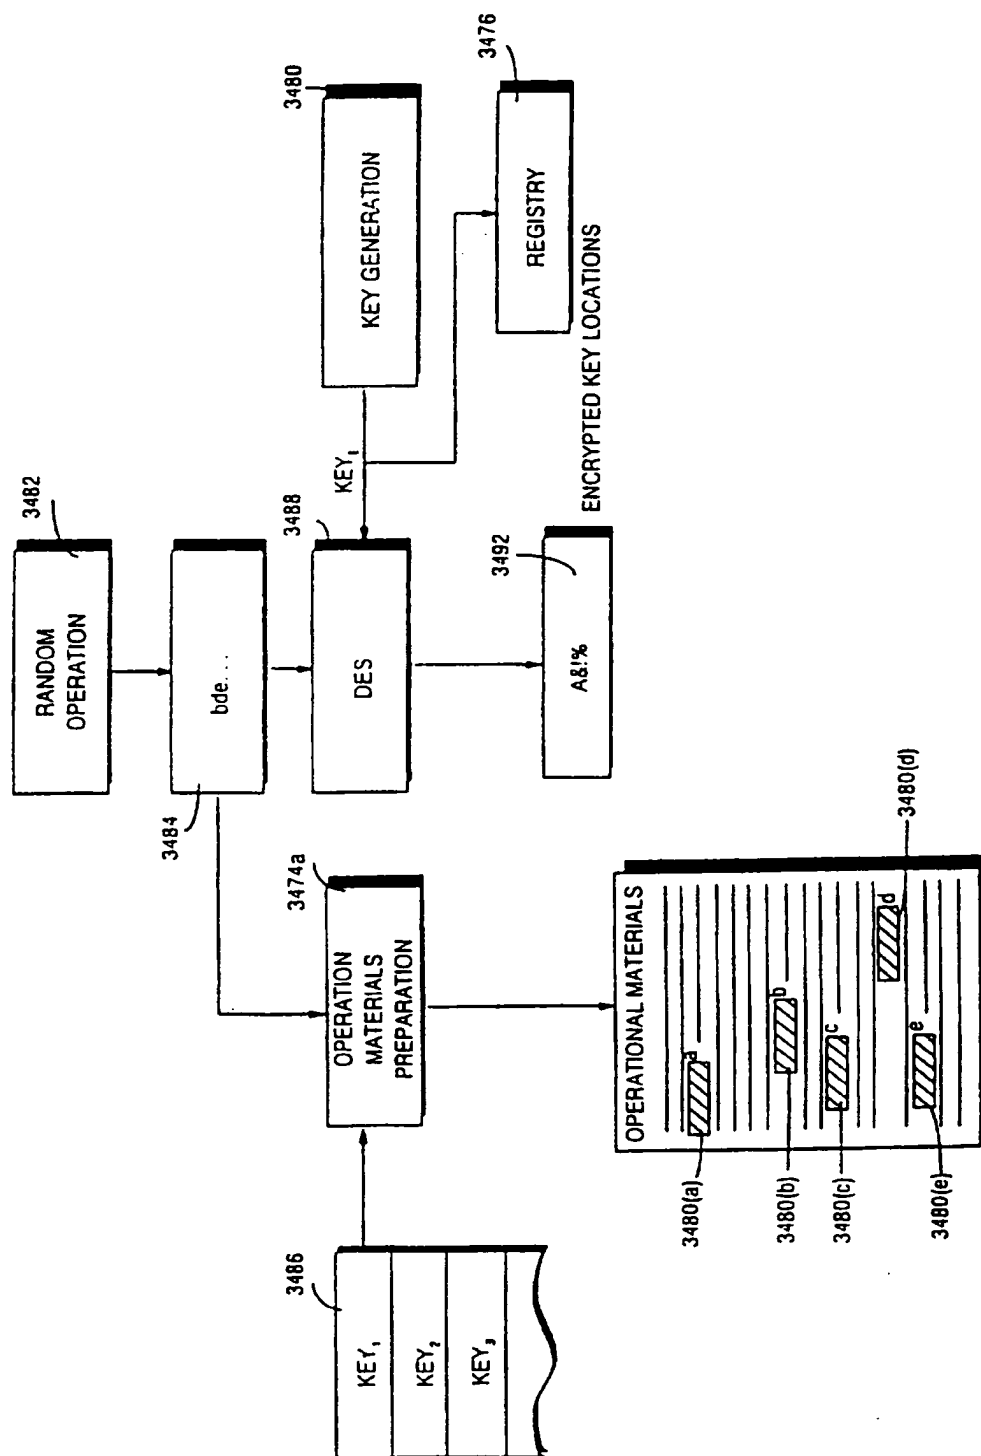 3482
RANDOM
OPERATION
3484
bde...
3488
DES
KEY₁
3480
KEY GENERATION
3476
REGISTRY
3492
A&!%
ENCRYPTED KEY LOCATIONS
3486
KEY₁
KEY₂
KEY₃
3474a
OPERATION
MATERIALS
PREPARATION
OPERATIONAL MATERIALS
a
b
c
d
e
3480(a)
3480(b)
3480(c)
3480(d)
3480(e)